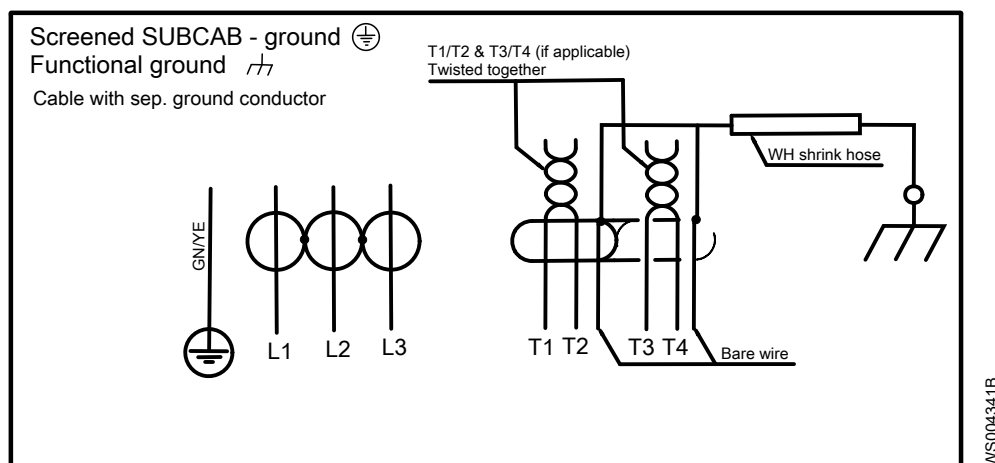 Screened SUBCAB - ground
Functional ground
Cable with sep. ground conductor
T1/T2 & T3/T4 (if applicable)
Twisted together
WH shrink hose
GN/YE
L1 L2 L3
T1 T2 T3 T4
Bare wire
WS004341B